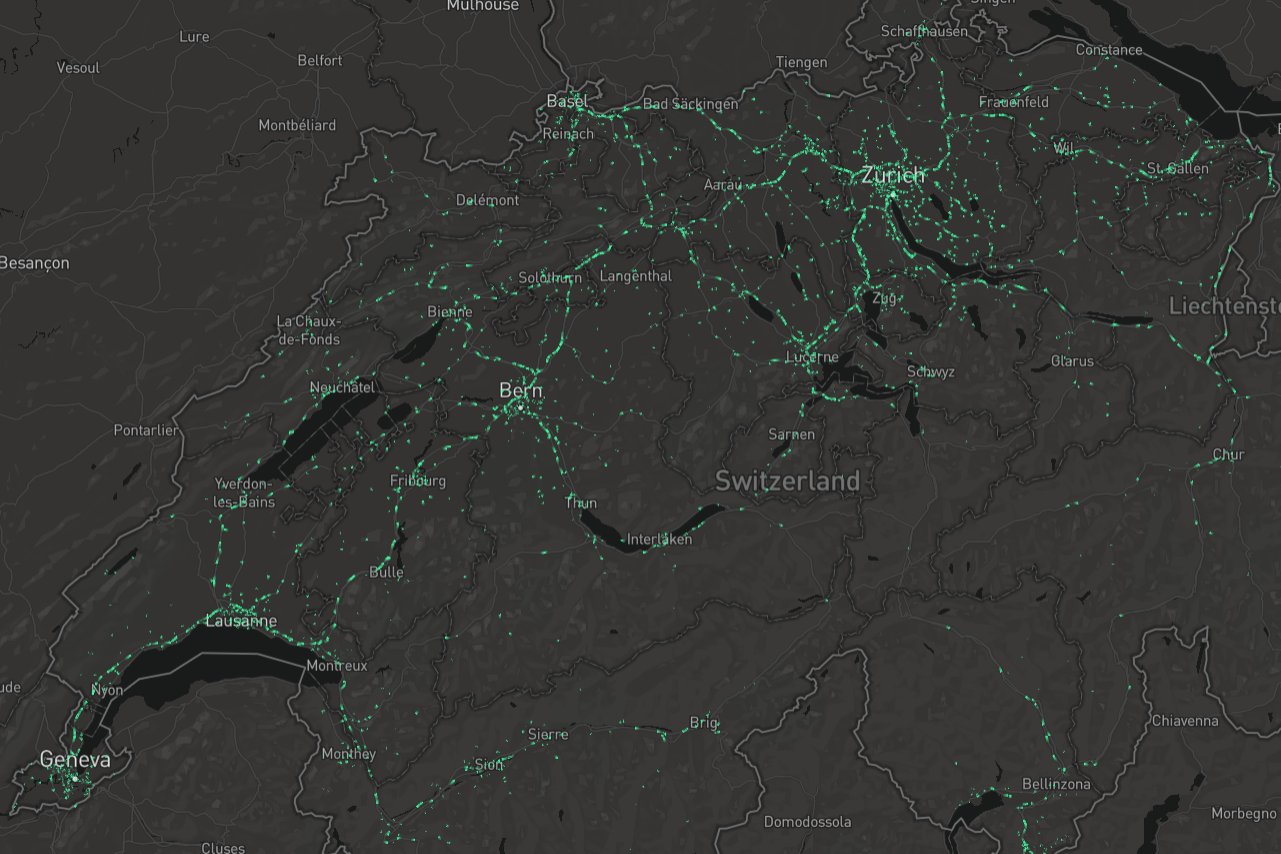 Mulhouse
Singen
Lure
Schaffhausen
Constance
Vesoul
Belfort
Tiengen
Basel
Bad Säckingen
Frauenfeld
Montbéliard
Reinach
Wil
St. Gallen
Zürich
Aarau
Delémont
Besançon
Solothurn
Langenthal
Zug
Liechtenste
Bienne
La Chaux-
de-Fonds
Lucerne
Glarus
Schwyz
Neuchâtel
Bern
Pontarlier
Sarnen
Chur
Switzerland
Yverdon-
les-Bains
Fribourg
Thun
Interlaken
Bulle
Lausanne
Montreux
ude
Nyon
Chiavenna
Brig
Sierre
Geneva
Monthey
Sion
Bellinzona
Domodossola
Morbegno
Cluses